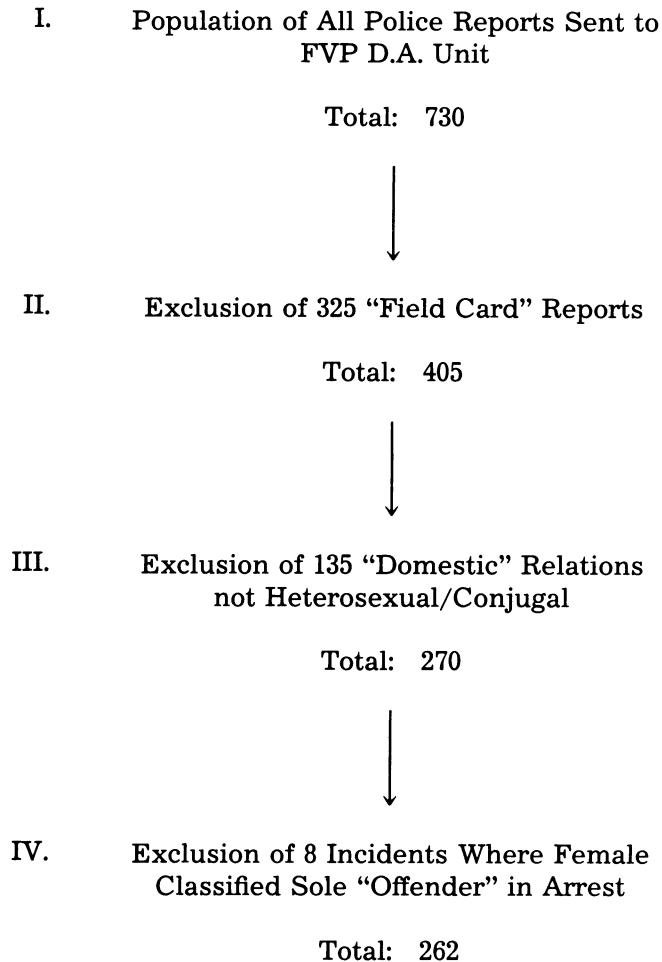 I. Population of All Police Reports Sent to
FVP D.A. Unit
Total: 730
II. Exclusion of 325 “Field Card” Reports
Total: 405
III. Exclusion of 135 “Domestic” Relations
not Heterosexual/Conjugal
Total: 270
IV. Exclusion of 8 Incidents Where Female
Classified Sole “Offender” in Arrest
Total: 262